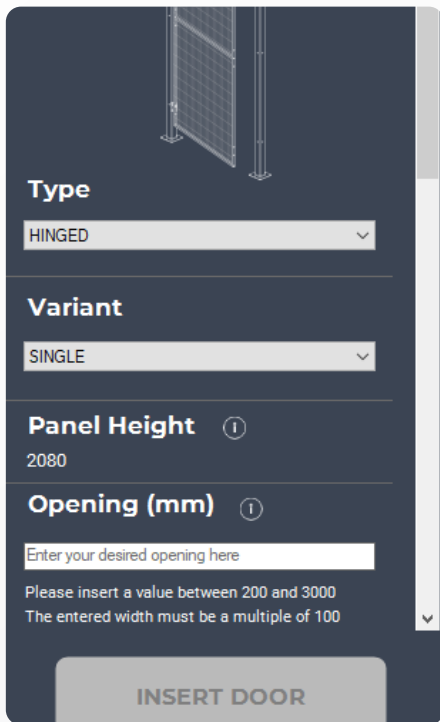 Type
HINGED
Variant
SINGLE
Panel Height
2080
Opening (mm)
Enter your desired opening here
Please insert a value between 200 and 3000
The entered width must be a multiple of 100
INSERT DOOR